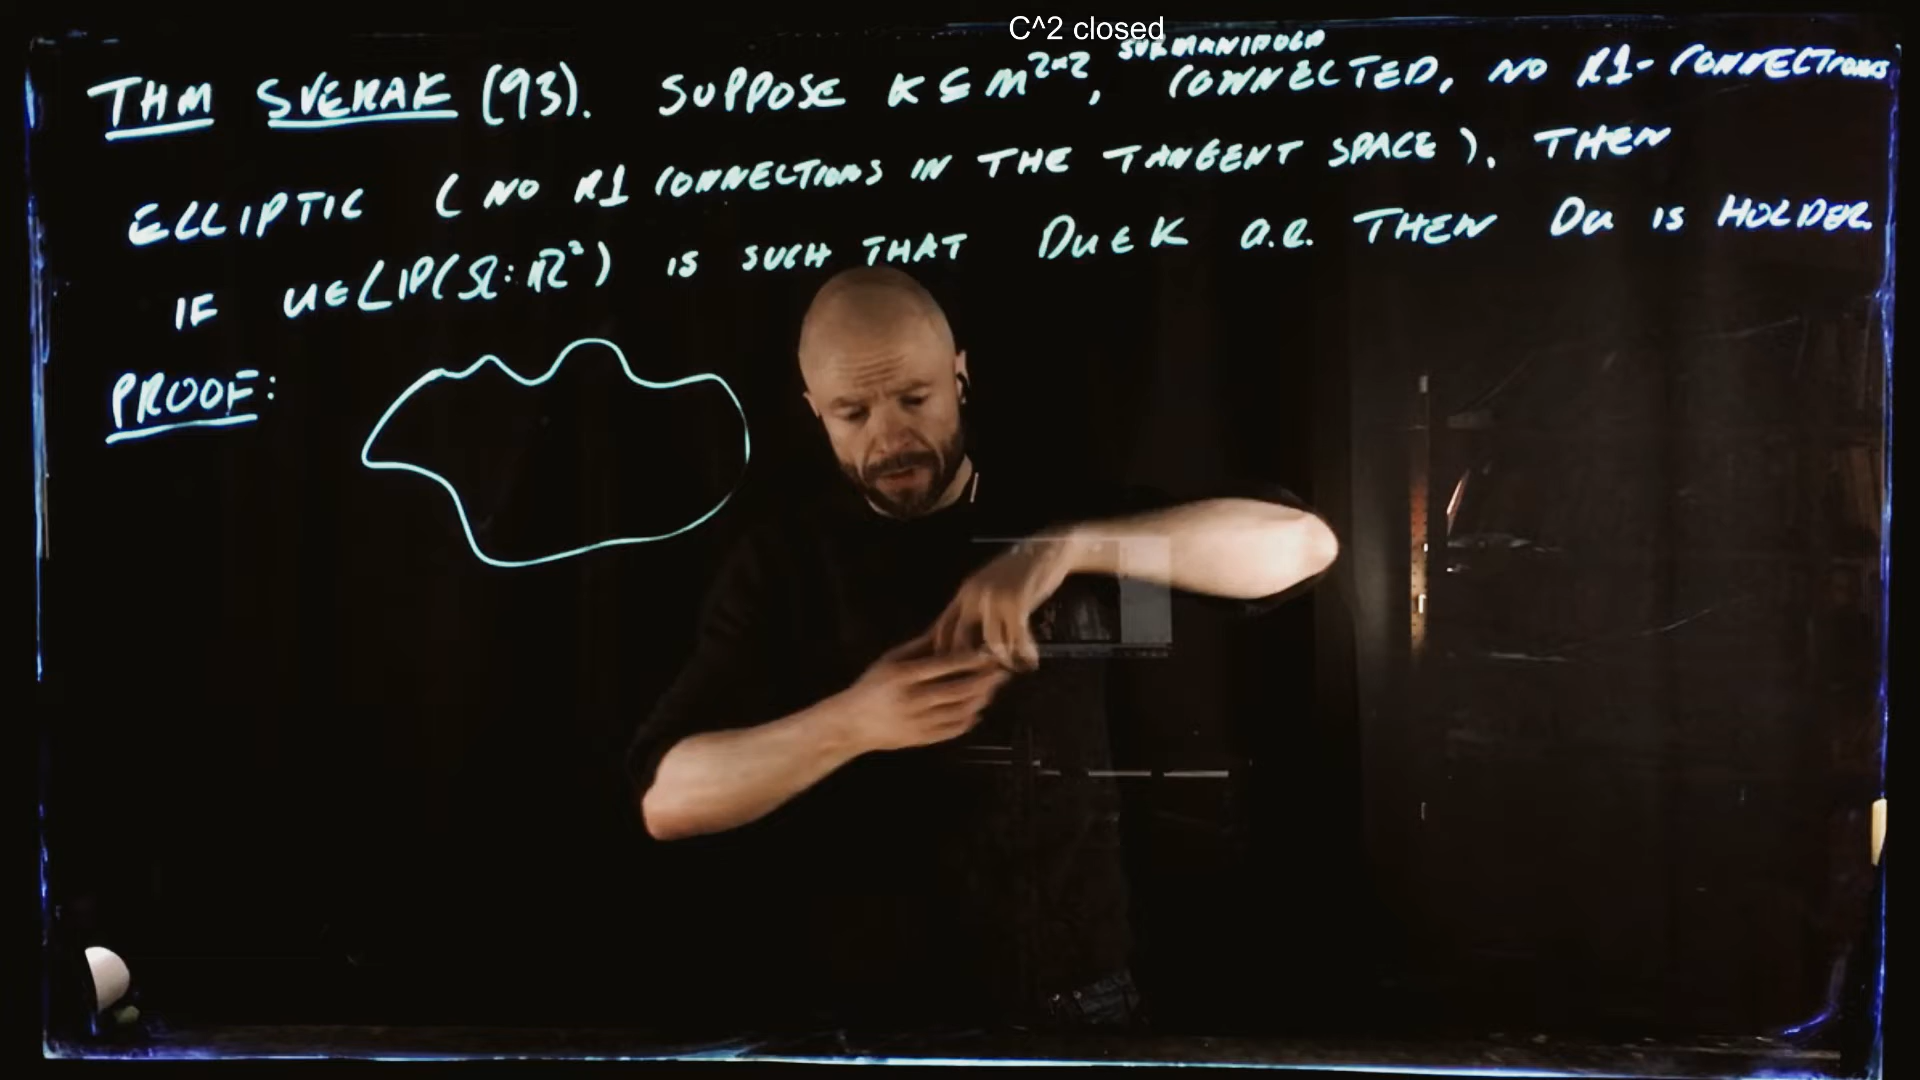 C^2 closed
SUBMANIFOLD
THM SVERAK (93). SUPPOSE K ⊆ M^{2×2}, CONNECTED, NO R1-CONNECTIONS
ELLIPTIC (NO R1 CONNECTIONS IN THE TANGENT SPACE). THEN
IF u∈LIP(Ω:ℝ²) IS SUCH THAT Du∈K a.e. THEN Du IS HOLDER.
PROOF: